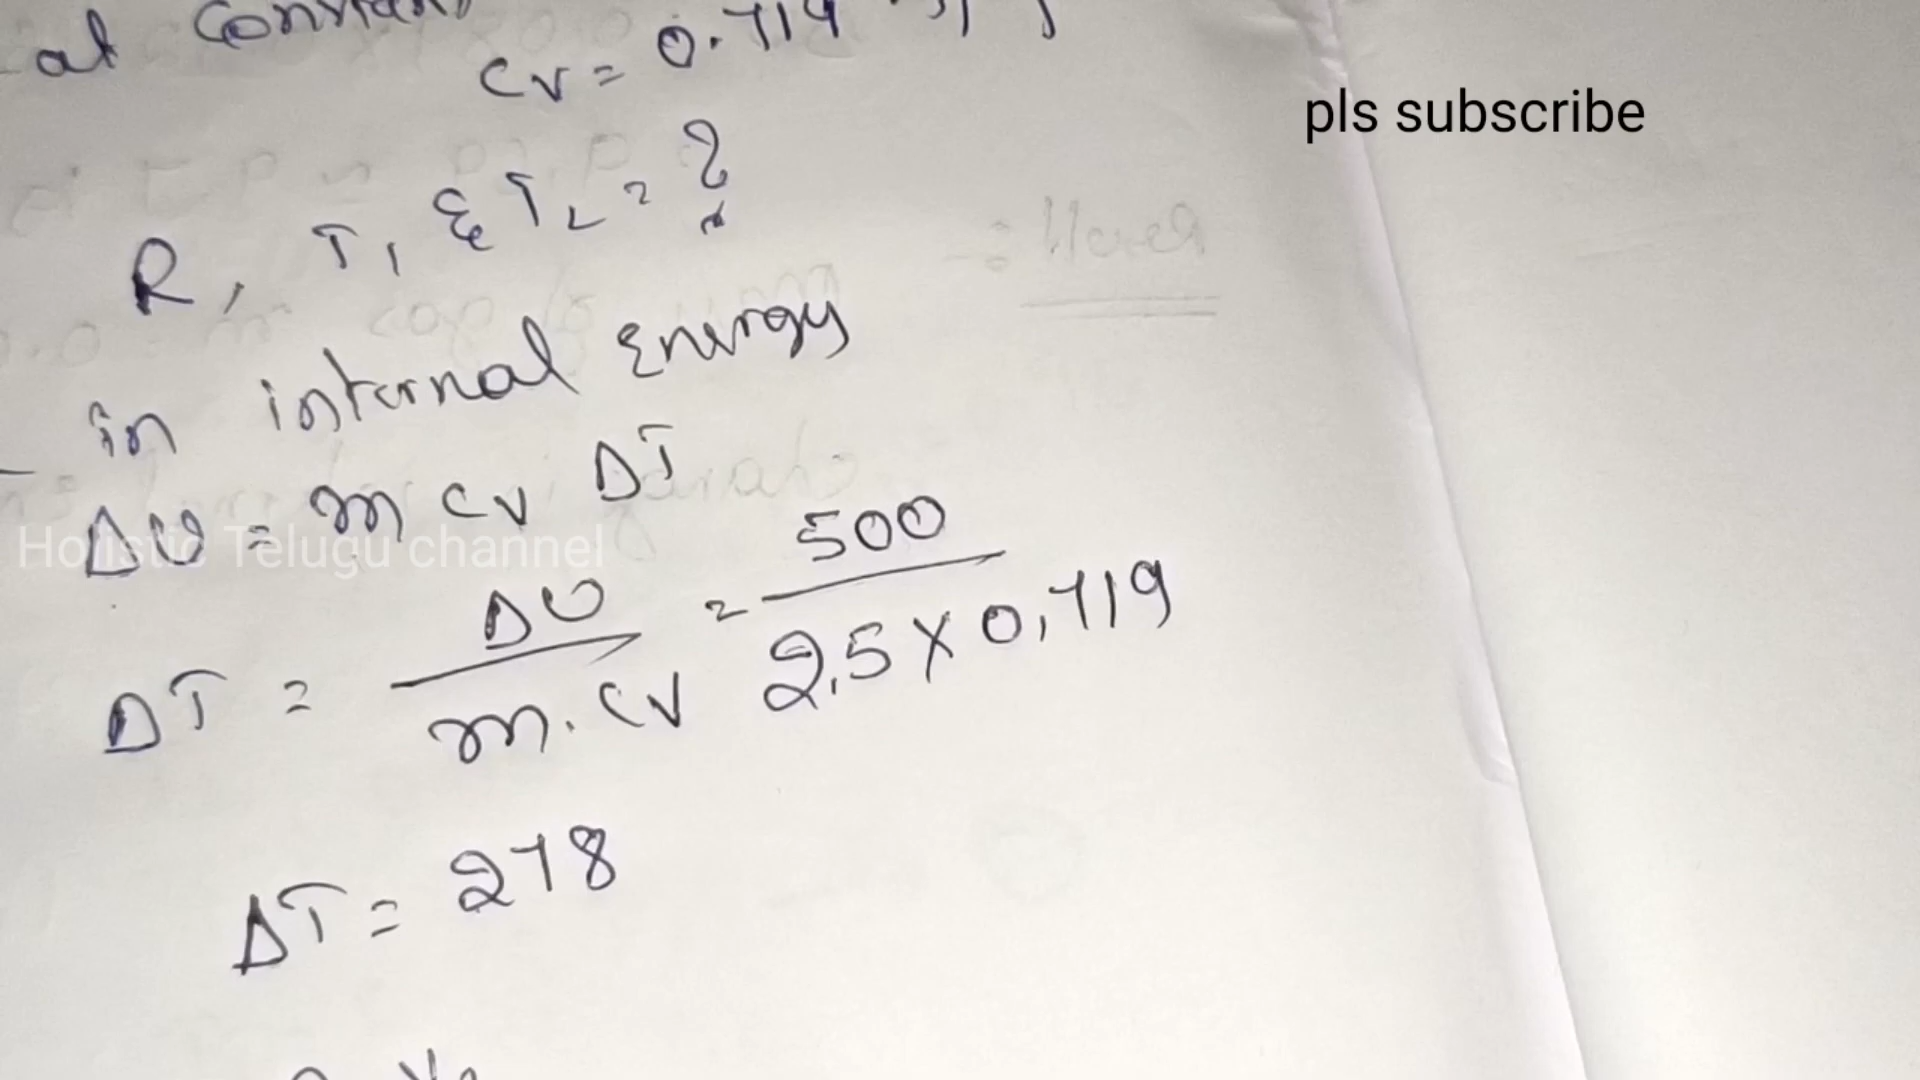 at Constant
Cv = 0.719
pls subscribe
R, T1 & T2 = ?
in internal Energy
ΔU = m Cv ΔT
Holistic Telugu channel
ΔT = ΔU / m. Cv = 500 / 2.5 X 0.719
ΔT = 278